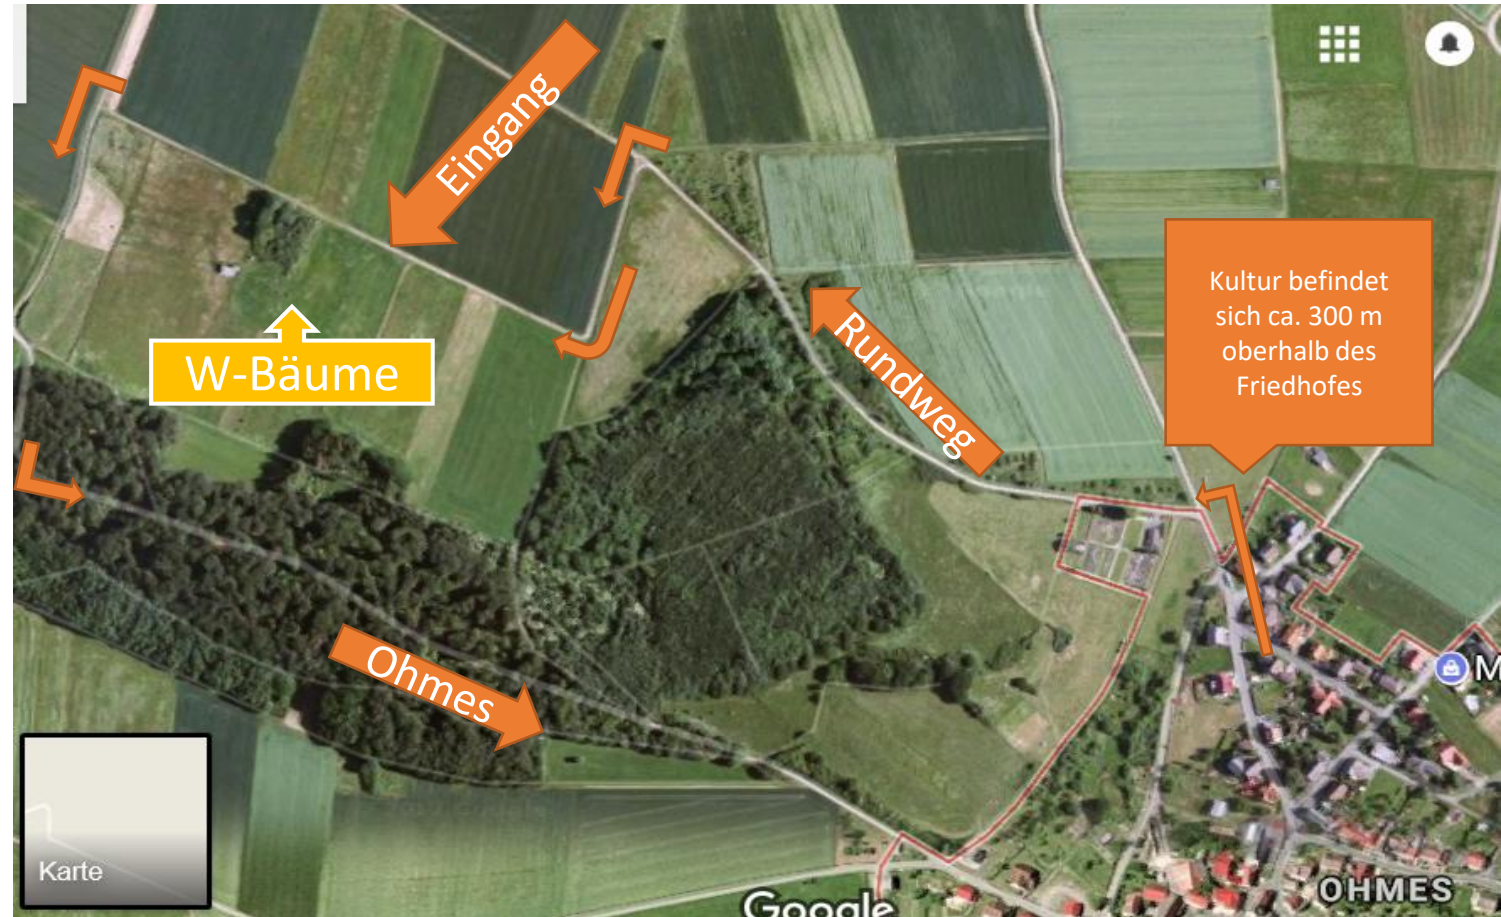 Eingang
Kultur befindet
sich ca. 300 m
oberhalb des
Friedhofes
W-Bäume
Rundweg
Ohmes
M
Karte
Google
OHMES